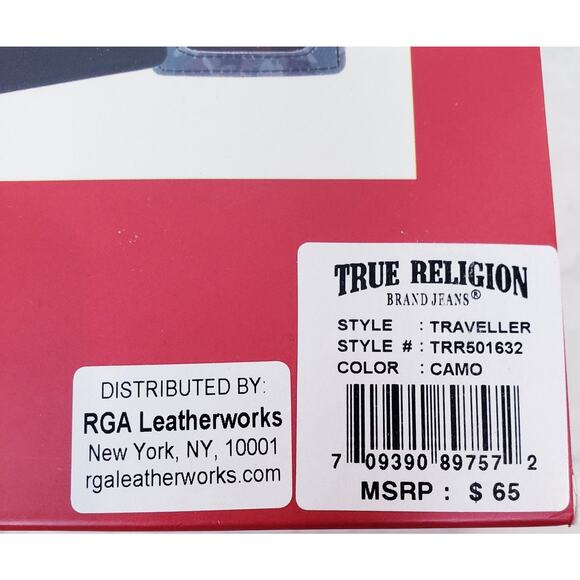 TRUE RELIGION
BRAND JEANS®
STYLE : TRAVELLER
STYLE # : TRR501632
COLOR : CAMO
7 09390 89757 2
MSRP : $ 65
DISTRIBUTED BY:
RGA Leatherworks
New York, NY, 10001
rgaleatherworks.com